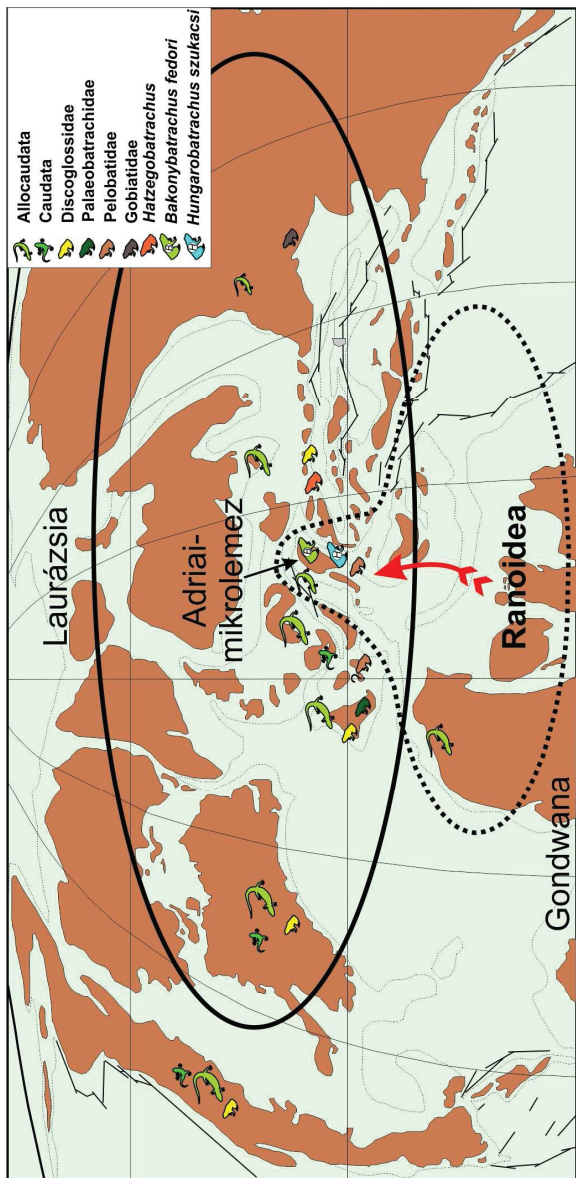 Allocaudata
Caudata
Discoglossidae
Palaeobatrachidae
Pelobatidae
Gobiatidae
Hatzegobatrachus
Bakonybatrachus fedori
Hungarobatrachus szukacsi
Laurázsia
Adriai-
mikrolemez
?
Ranoidea
Gondwana